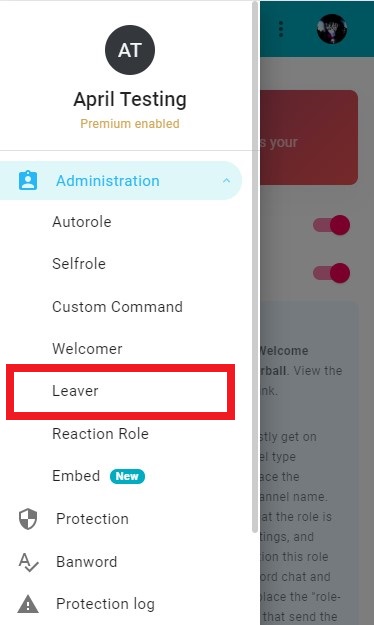 AT
April Testing
Premium enabled
Administration
Autorole
Selfrole
Custom Command
Welcomer
Leaver
Reaction Role
Embed New
Protection
Banword
Protection log
s your
Welcome
rball. View the
nk.
stly get on
el type
ace the
annel name.
at the role is
tings, and
ion this role
ord chat and
place the "role-
that send the